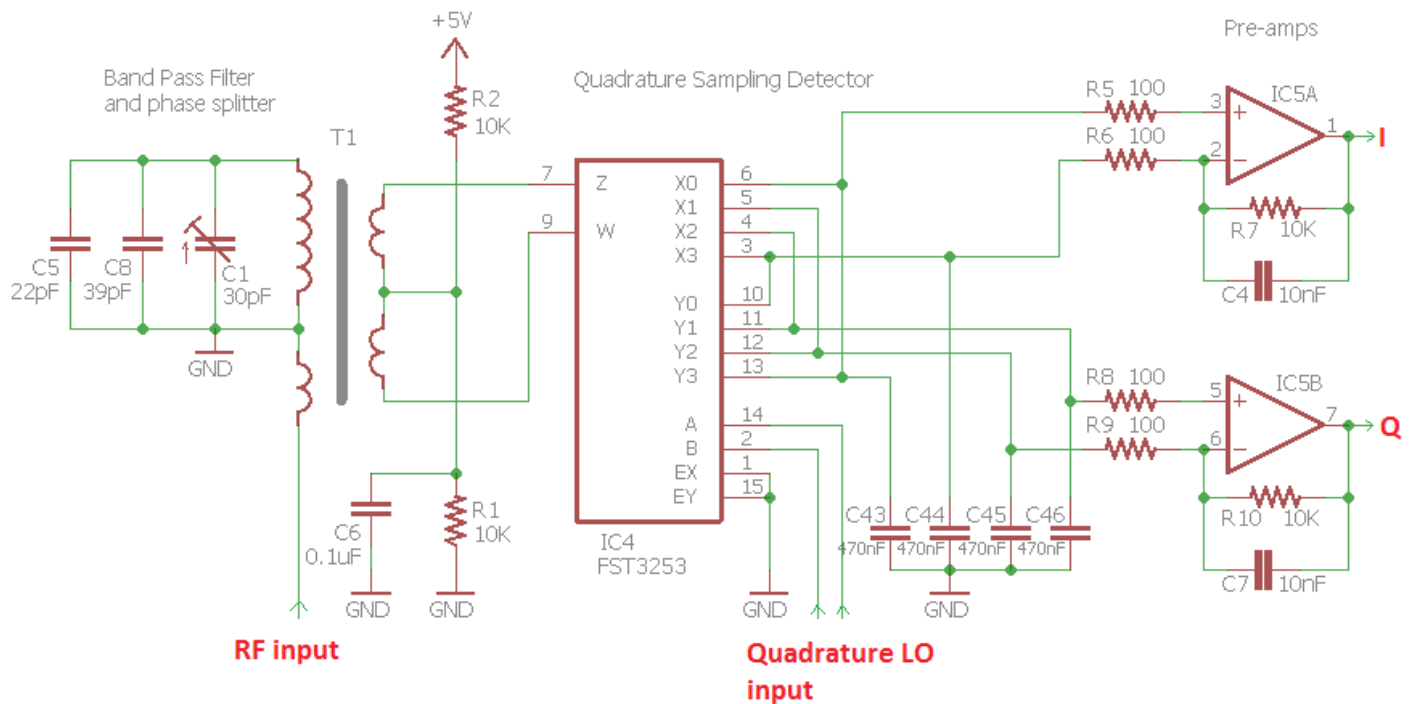 Pre-amps
+5V
Band Pass Filter
and phase splitter
Quadrature Sampling Detector
T1
R2
10K
R5 100
R6 100
3
2
+
−
IC5A
1
I
R7 10K
C4 10nF
C5
22pF
C8
39pF
C1
30pF
GND
7
9
Z
W
X0
X1
X2
X3
Y0
Y1
Y2
Y3
A
B
EX
EY
6
5
4
3
10
11
12
13
14
2
1
15
IC4
FST3253
R8 100
R9 100
5
6
+
−
IC5B
7
Q
R10 10K
C7 10nF
C6
0.1uF
R1
10K
C43
470nF
C44
470nF
C45
470nF
C46
470nF
GND
GND
GND
GND
RF input
Quadrature LO
input